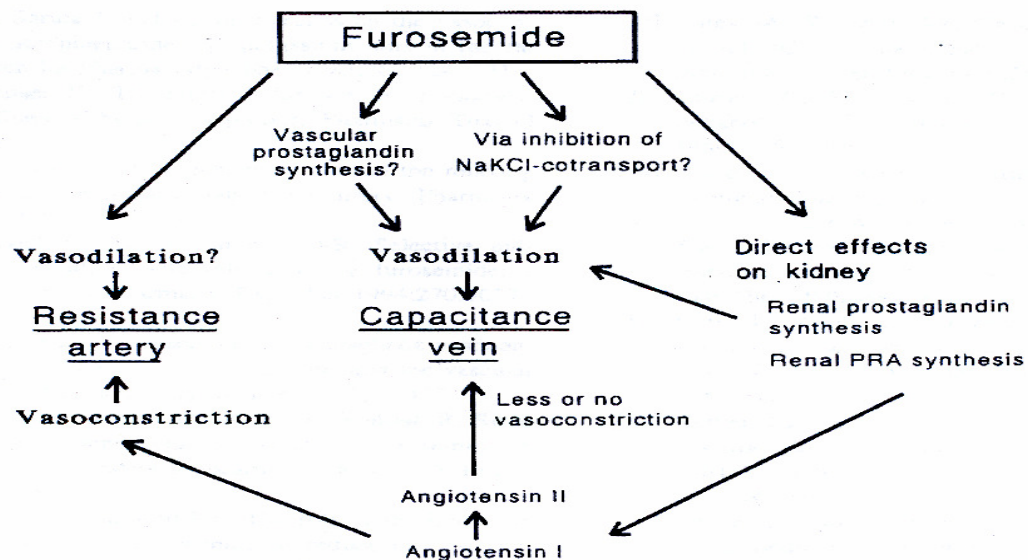 Furosemide
Vascular
prostaglandin
synthesis?
Via inhibition of
NaKCl-cotransport?
Vasodilation?
Resistance
artery
Vasoconstriction
Vasodilation
Capacitance
vein
Less or no
vasoconstriction
Angiotensin II
Angiotensin I
Direct effects
on kidney
Renal prostaglandin
synthesis
Renal PRA synthesis